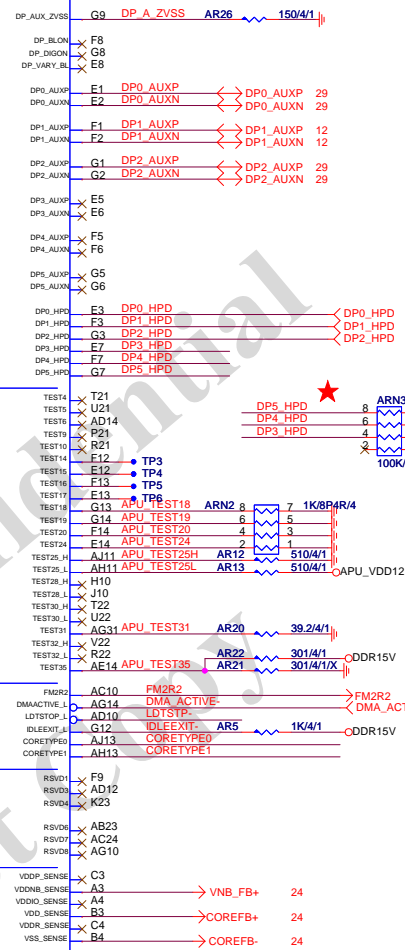 DP_AUX_ZVSS G9 DP_A_ZVSS AR26 150/4/1
DP_BLON F8
DP_DIGON G8
DP_VARY_BL E8
DP0_AUXP E1 DP0_AUXP DP0_AUXP 29
DP0_AUXN E2 DP0_AUXN DP0_AUXN 29
DP1_AUXP F1 DP1_AUXP DP1_AUXP 12
DP1_AUXN F2 DP1_AUXN DP1_AUXN 12
DP2_AUXP G1 DP2_AUXP DP2_AUXP 29
DP2_AUXN G2 DP2_AUXN DP2_AUXN 29
DP3_AUXP E5
DP3_AUXN E6
DP4_AUXP F5
DP4_AUXN F6
DP5_AUXP G5
DP5_AUXN G6
DP0_HPD E3 DP0_HPD DP0_HPD
DP1_HPD F3 DP1_HPD DP1_HPD
DP2_HPD G3 DP2_HPD DP2_HPD
DP3_HPD E7 DP3_HPD
DP4_HPD F7 DP4_HPD
DP5_HPD G7 DP5_HPD
ARN3
DP5_HPD 8
DP4_HPD 6
DP3_HPD 4
2
100K/
TEST4 T21
TEST5 U21
TEST6 AD14
TEST9 P21
TEST10 R21
TEST14 F12 TP3
TEST15 E12 TP4
TEST16 F13 TP5
TEST17 E13 TP6
TEST18 G13 APU_TEST18 ARN2 8 7 1K/8P4R/4
TEST19 G14 APU_TEST19 6 5
TEST20 F14 APU_TEST20 4 3
TEST24 E14 APU_TEST24 2 1
TEST25_H AJ11 APU_TEST25H AR12 510/4/1
TEST25_L AH11 APU_TEST25L AR13 510/4/1 APU_VDD12
TEST28_H H10
TEST28_L J10
TEST30_H T22
TEST30_L U22
TEST31 AG31 APU_TEST31 AR20 39.2/4/1
TEST32_H V22
TEST32_L R22 AR22 301/4/1 DDR15V
TEST35 AE14 APU_TEST35 AR21 301/4/1/X
FM2R2 AC10 FM2R2 FM2R2
DMAACTIVE_L AG14 DMA_ACTIVE- DMA_ACT
LDTSTOP_L AD10 LDTSTP-
IDLEEXIT_L G12 IDLEEXIT- AR5 1K/4/1 DDR15V
CORETYPE0 AJ13 CORETYPE0
CORETYPE1 AH13 CORETYPE1
RSVD1 F9
RSVD3 AD12
RSVD4 K23
RSVD6 AB23
RSVD7 AC24
RSVD8 AG10
VDDP_SENSE C3
VDDNB_SENSE A3 VNB_FB+ 24
VDDIO_SENSE A4
VDD_SENSE B3 COREFB+ 24
VDDR_SENSE C4
VSS_SENSE B4 COREFB- 24